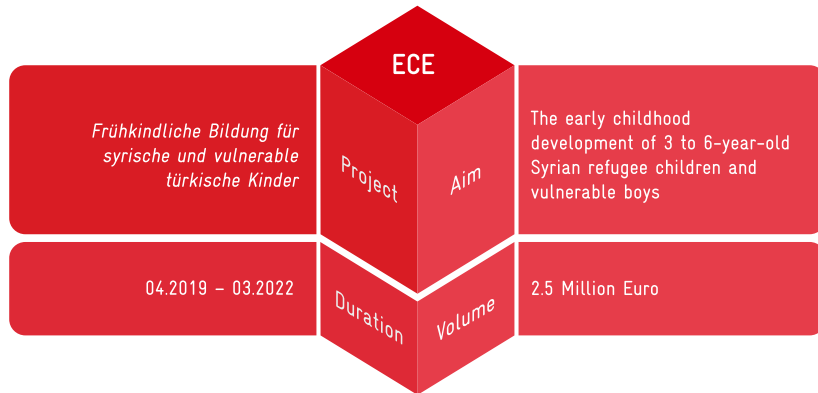 ECE
Frühkindliche Bildung für
syrische und vulnerable
türkische Kinder
Project
Aim
The early childhood
development of 3 to 6-year-old
Syrian refugee children and
vulnerable boys
04.2019 – 03.2022
Duration
Volume
2.5 Million Euro